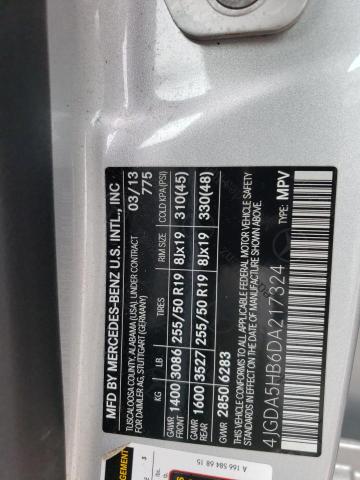 MFD BY MERCEDES-BENZ U.S. INTL., INC
TUSCALOOSA COUNTY, ALABAMA (USA), UNDER CONTRACT 03/13
FOR DAIMLER AG, STUTTGART (GERMANY) 775
KG LB TIRES RIM SIZE COLD KPA (PSI)
GAWR FRONT 1400 3086 255/50 R19 8Jx19 310(45)
GAWR REAR 1600 3527 255/50 R19 8Jx19 330(48)
GVWR 2850 6283
THIS VEHICLE CONFORMS TO ALL APPLICABLE FEDERAL MOTOR VEHICLE SAFETY
STANDARDS IN EFFECT ON THE DATE OF MANUFACTURE SHOWN ABOVE.
4JGDA5HB6DA217324 TYPE: MPV
A 166 584 68 15